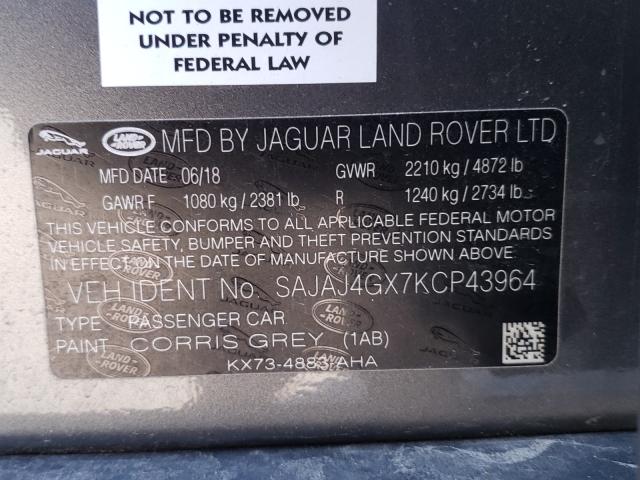 NOT TO BE REMOVED
UNDER PENALTY OF
FEDERAL LAW
JAGUAR LAND ROVER MFD BY JAGUAR LAND ROVER LTD
MFD DATE 06/18 GVWR 2210 kg / 4872 lb
GAWR F 1080 kg / 2381 lb R 1240 kg / 2734 lb.
THIS VEHICLE CONFORMS TO ALL APPLICABLE FEDERAL MOTOR
VEHICLE SAFETY, BUMPER AND THEFT PREVENTION STANDARDS
IN EFFECT ON THE DATE OF MANUFACTURE SHOWN ABOVE.
VEH IDENT No. SAJAJ4GX7KCP43964
TYPE PASSENGER CAR
PAINT CORRIS GREY (1AB)
KX73-48837AHA